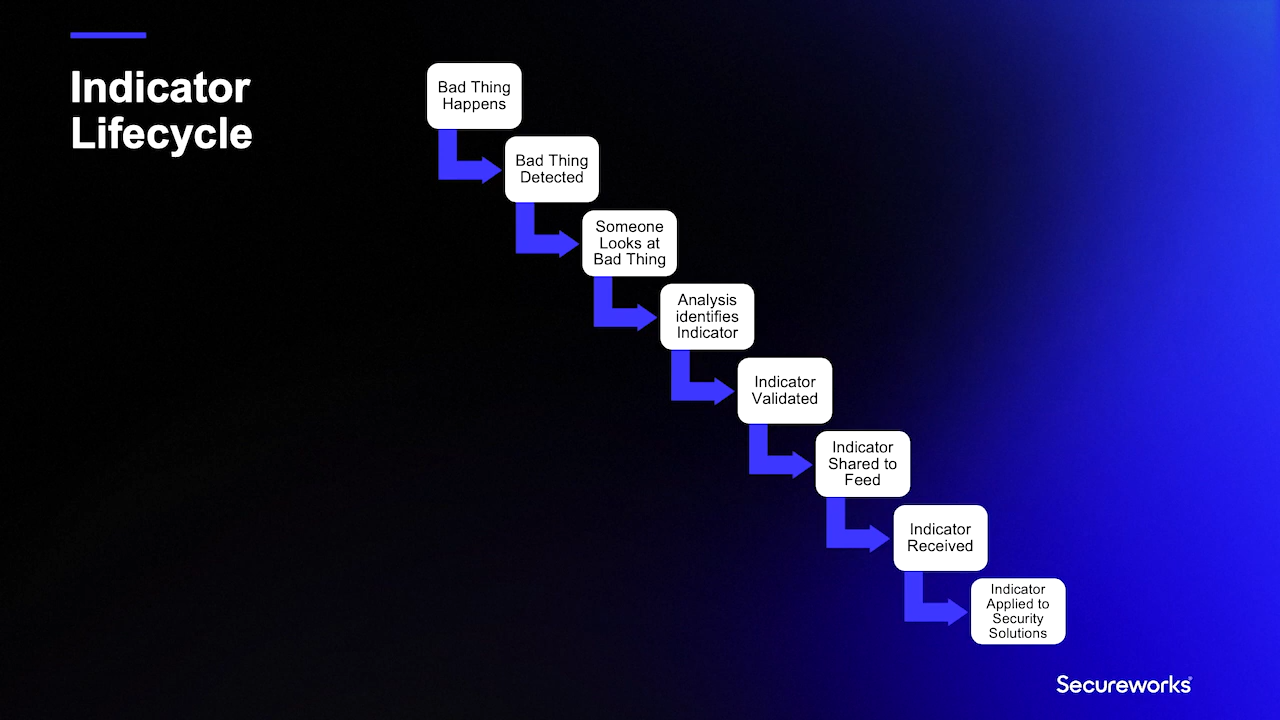 Indicator
Lifecycle
Bad Thing
Happens
Bad Thing
Detected
Someone
Looks at
Bad Thing
Analysis
identifies
Indicator
Indicator
Validated
Indicator
Shared to
Feed
Indicator
Received
Indicator
Applied to
Security
Solutions
Secureworks®